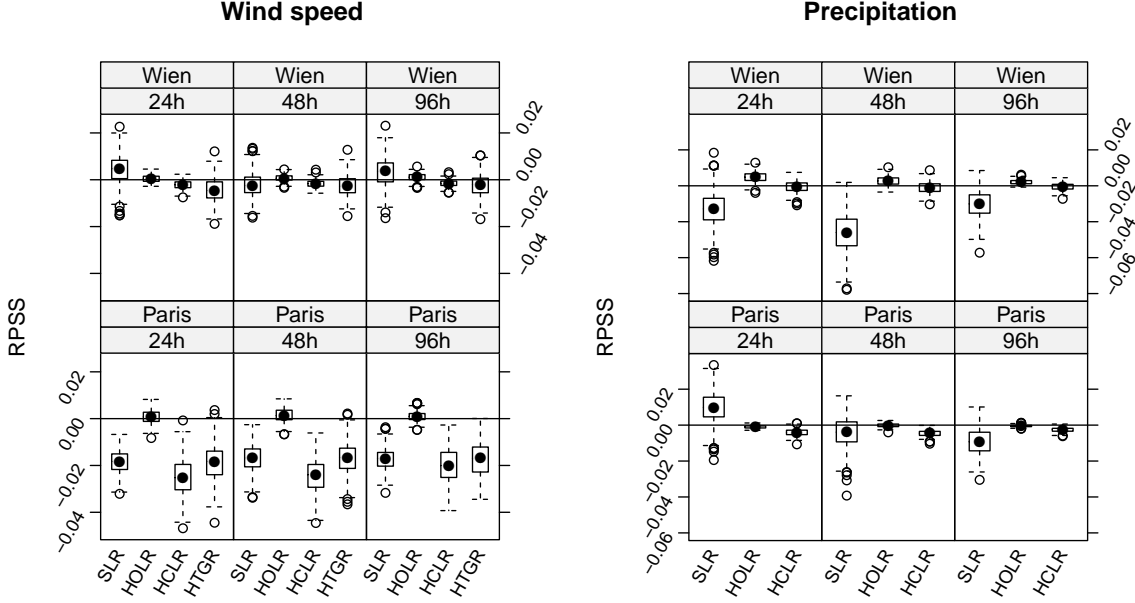 Wind speed
Precipitation
Wien Wien Wien
24h 48h 96h
0.02
0.00
−0.02
−0.04
Paris Paris Paris
24h 48h 96h
0.02
0.00
−0.02
−0.04
RPSS
SLR HOLR HCLR HTGR SLR HOLR HCLR HTGR SLR HOLR HCLR HTGR
Wien Wien Wien
24h 48h 96h
0.02
0.00
−0.02
−0.04
−0.06
Paris Paris Paris
24h 48h 96h
0.02
0.00
−0.02
−0.04
−0.06
RPSS
SLR HOLR HCLR SLR HOLR HCLR SLR HOLR HCLR